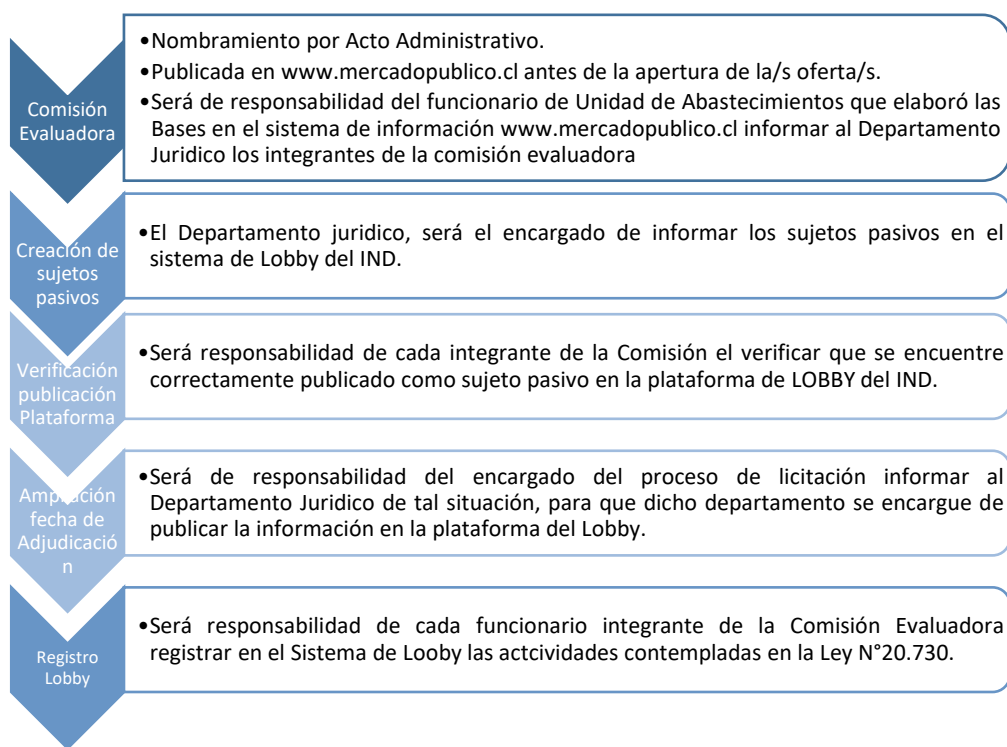 Comisión
Evaluadora
•Nombramiento por Acto Administrativo.
•Publicada en www.mercadopublico.cl antes de la apertura de la/s oferta/s.
•Será de responsabilidad del funcionario de Unidad de Abastecimientos que elaboró las
Bases en el sistema de información www.mercadopublico.cl informar al Departamento
Juridico los integrantes de la comisión evaluadora
Creación de
sujetos
pasivos
•El Departamento juridico, será el encargado de informar los sujetos pasivos en el
sistema de Lobby del IND.
Verificación
publicación
Plataforma
•Será responsabilidad de cada integrante de la Comisión el verificar que se encuentre
correctamente publicado como sujeto pasivo en la plataforma de LOBBY del IND.
Ampliación
fecha de
Adjudicació
n
•Será de responsabilidad del encargado del proceso de licitación informar al
Departamento Juridico de tal situación, para que dicho departamento se encargue de
publicar la información en la plataforma del Lobby.
Registro
Lobby
•Será responsabilidad de cada funcionario integrante de la Comisión Evaluadora
registrar en el Sistema de Looby las actcividades contempladas en la Ley N°20.730.